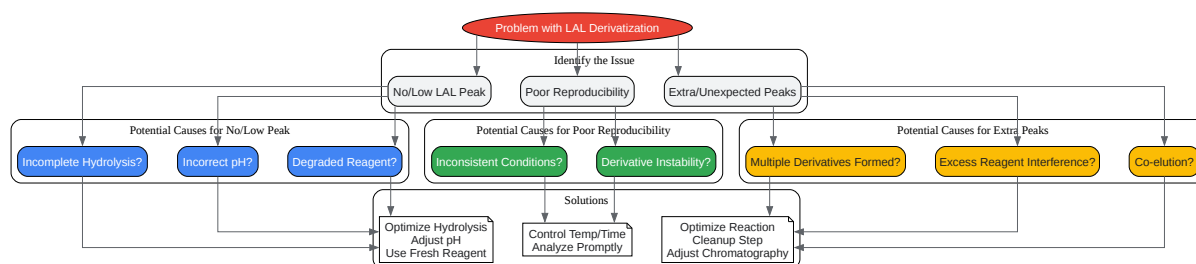 Problem with LAL Derivatization
Identify the Issue
No/Low LAL Peak
Poor Reproducibility
Extra/Unexpected Peaks
Potential Causes for No/Low Peak
Potential Causes for Poor Reproducibility
Potential Causes for Extra Peaks
Incomplete Hydrolysis?
Incorrect pH?
Degraded Reagent?
Inconsistent Conditions?
Derivative Instability?
Multiple Derivatives Formed?
Excess Reagent Interference?
Co-elution?
Solutions
Optimize Hydrolysis
Adjust pH
Use Fresh Reagent
Control Temp/Time
Analyze Promptly
Optimize Reaction
Cleanup Step
Adjust Chromatography